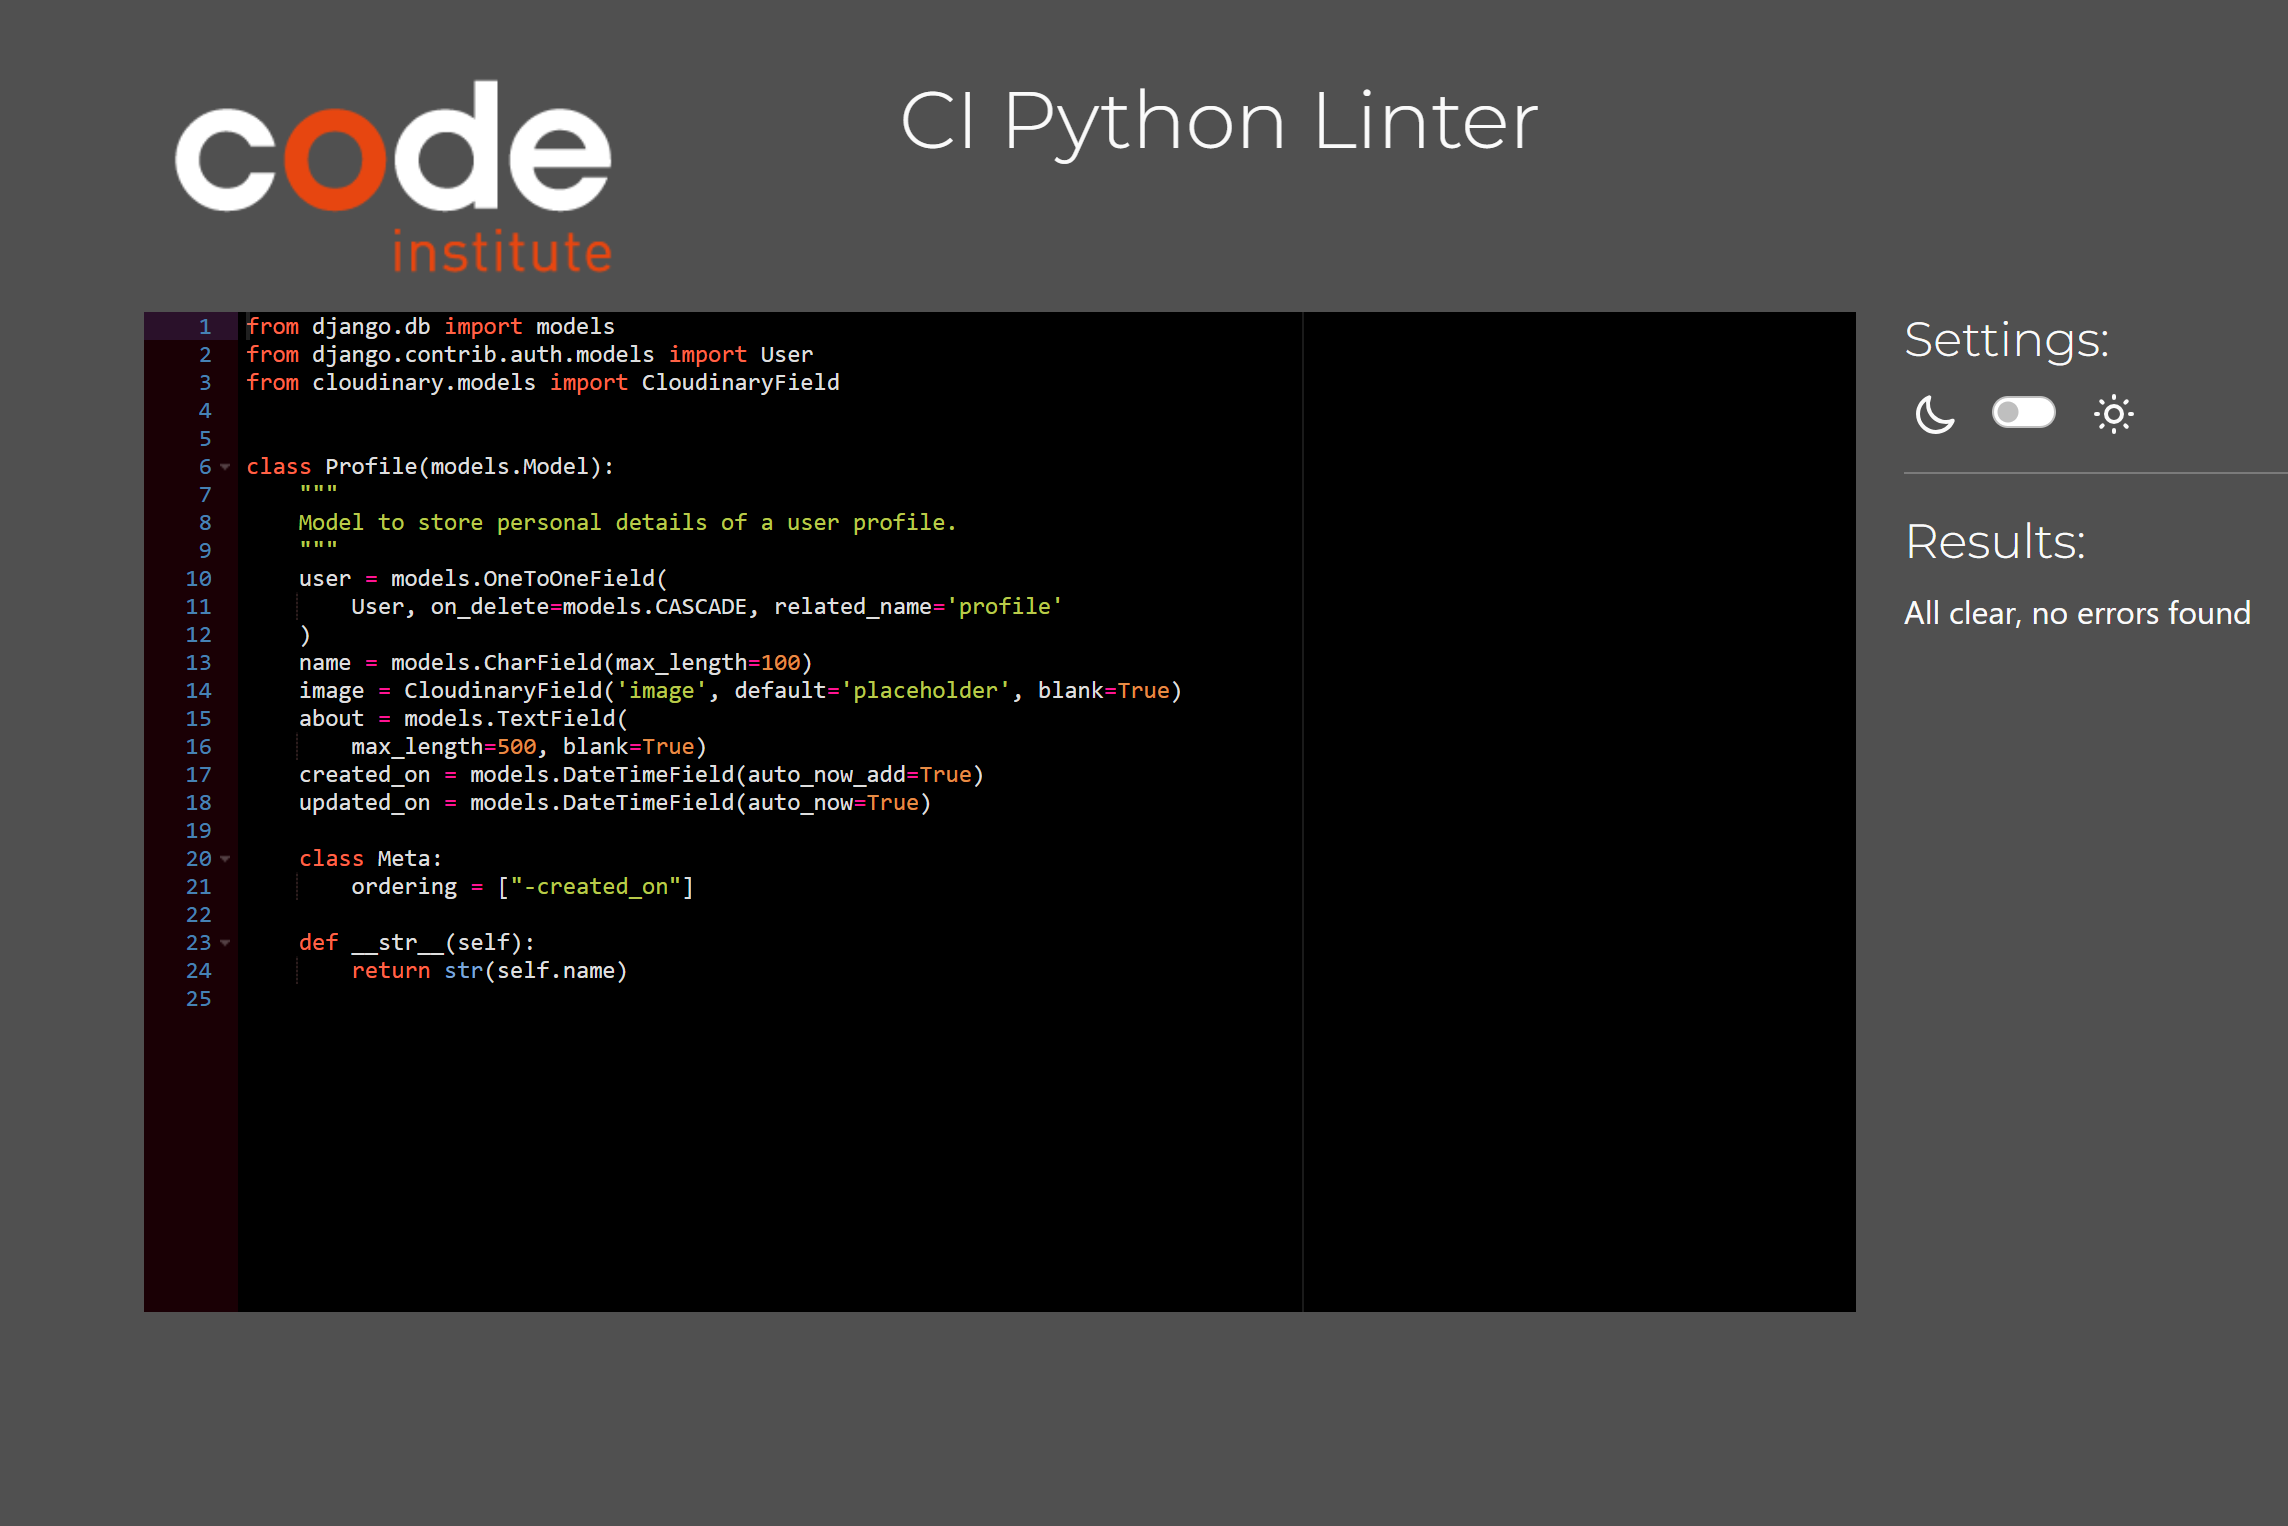 code
institute
CI Python Linter
1 from django.db import models
2 from django.contrib.auth.models import User
3 from cloudinary.models import CloudinaryField
4
5
6 class Profile(models.Model):
7     """
8     Model to store personal details of a user profile.
9     """
10     user = models.OneToOneField(
11         User, on_delete=models.CASCADE, related_name='profile'
12     )
13     name = models.CharField(max_length=100)
14     image = CloudinaryField('image', default='placeholder', blank=True)
15     about = models.TextField(
16         max_length=500, blank=True)
17     created_on = models.DateTimeField(auto_now_add=True)
18     updated_on = models.DateTimeField(auto_now=True)
19
20     class Meta:
21         ordering = ["-created_on"]
22
23     def __str__(self):
24         return str(self.name)
25
Settings:
Results:
All clear, no errors found